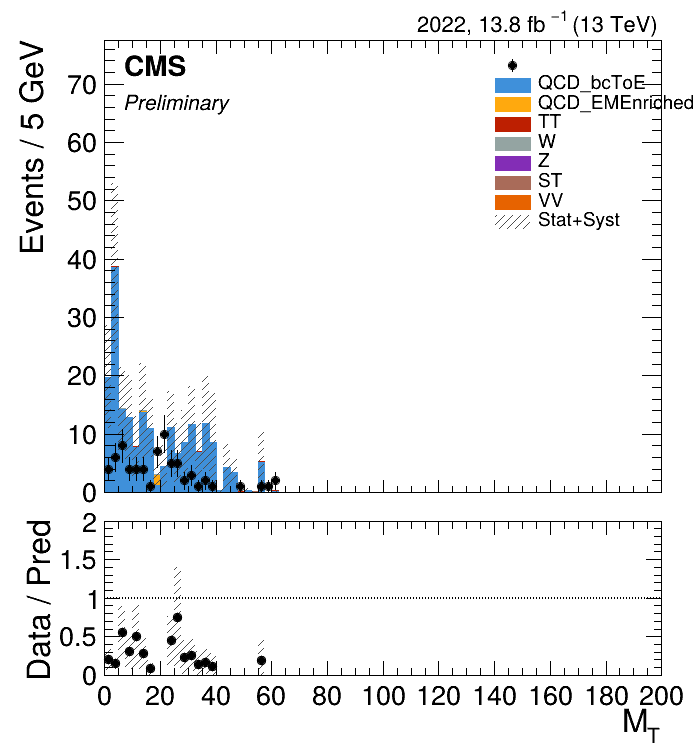 2022, 13.8 fb⁻¹ (13 TeV)
Events / 5 GeV
CMS
Preliminary
QCD_bcToE
QCD_EMEnriched
TT
W
Z
ST
VV
Stat+Syst
70
60
50
40
30
20
10
0
Data / Pred
2
1.5
1
0.5
0
0 20 40 60 80 100 120 140 160 180 200
M_T